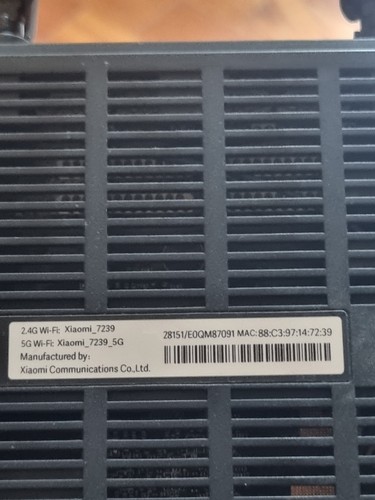 2.4G Wi-Fi: Xiaomi_7239
5G Wi-Fi: Xiaomi_7239_5G
Manufactured by:
Xiaomi Communications Co.,Ltd.
28151/E0QM87091 MAC:88:C3:97:14:72:39